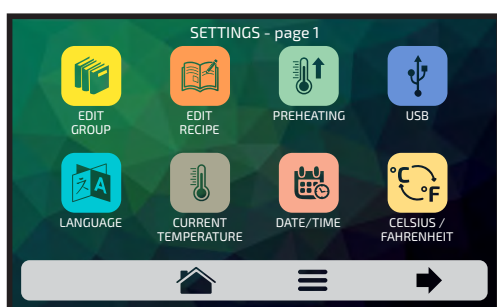 SETTINGS - page 1
EDIT
GROUP
EDIT
RECIPE
PREHEATING
USB
LANGUAGE
CURRENT
TEMPERATURE
DATE/TIME
°C
°F
CELSIUS /
FAHRENHEIT
A